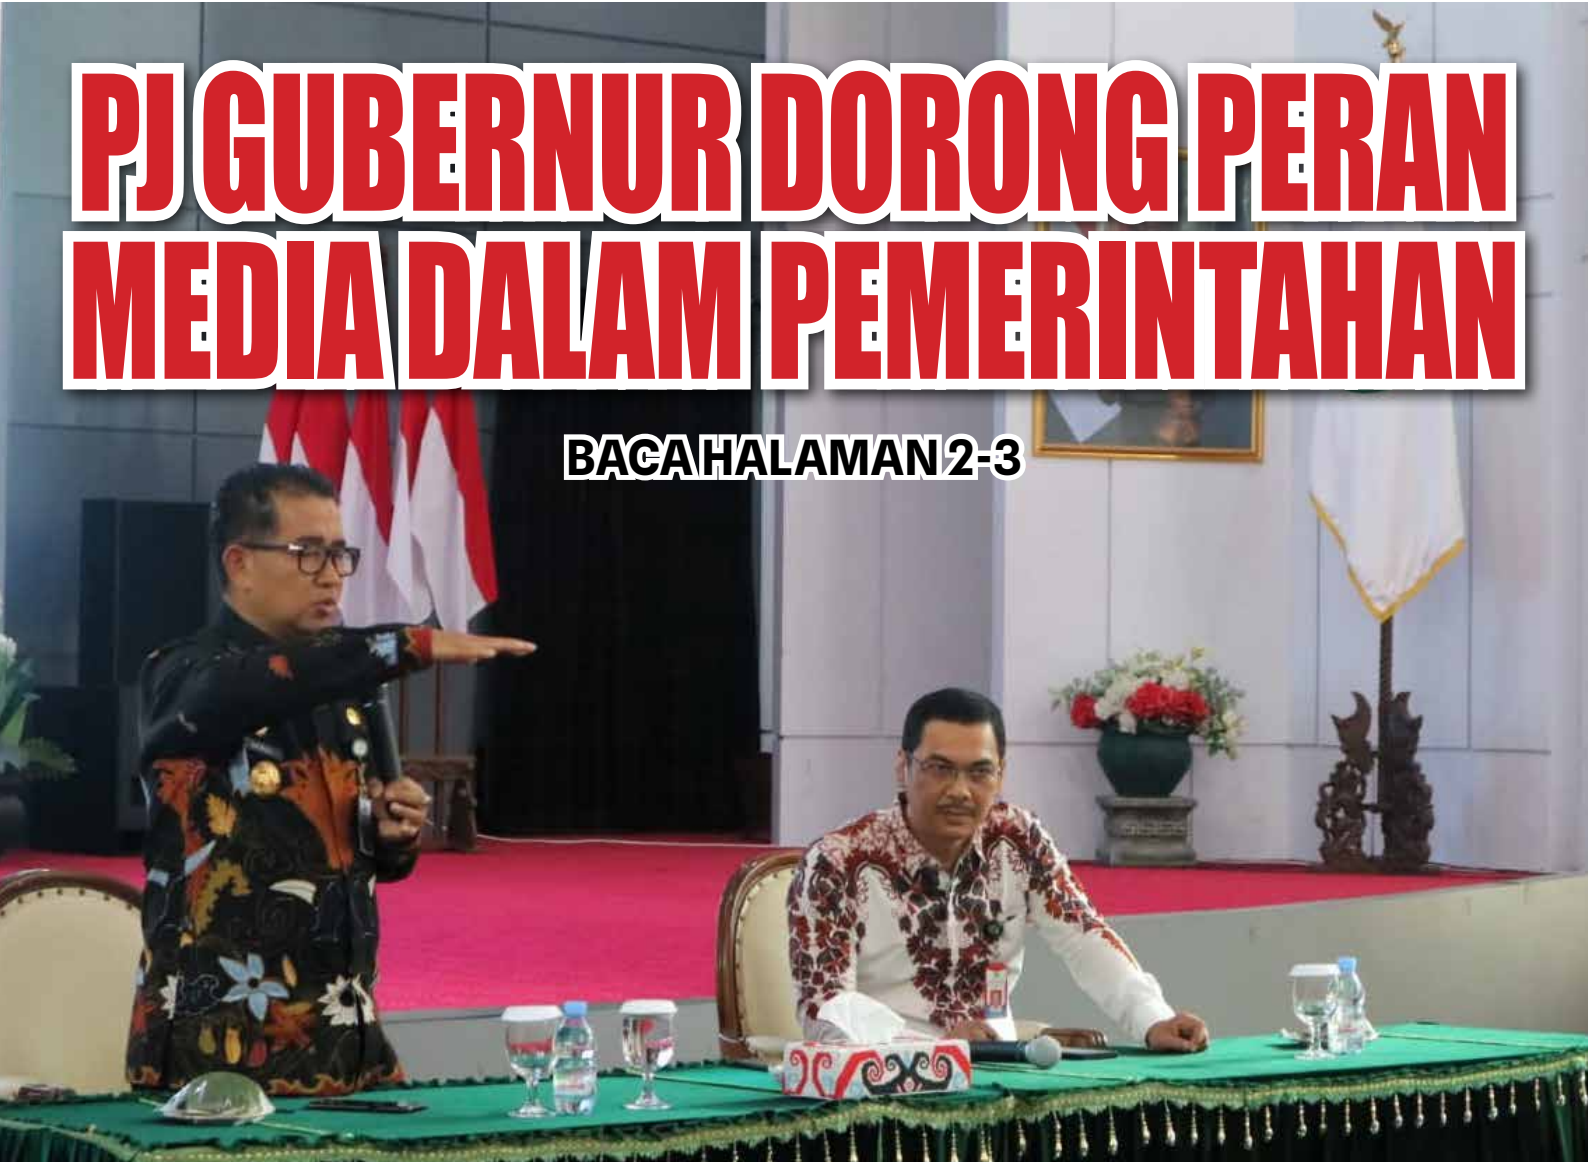 PJ GUBERNUR DORONG PERAN
MEDIA DALAM PEMERINTAHAN
BACA HALAMAN 2-3